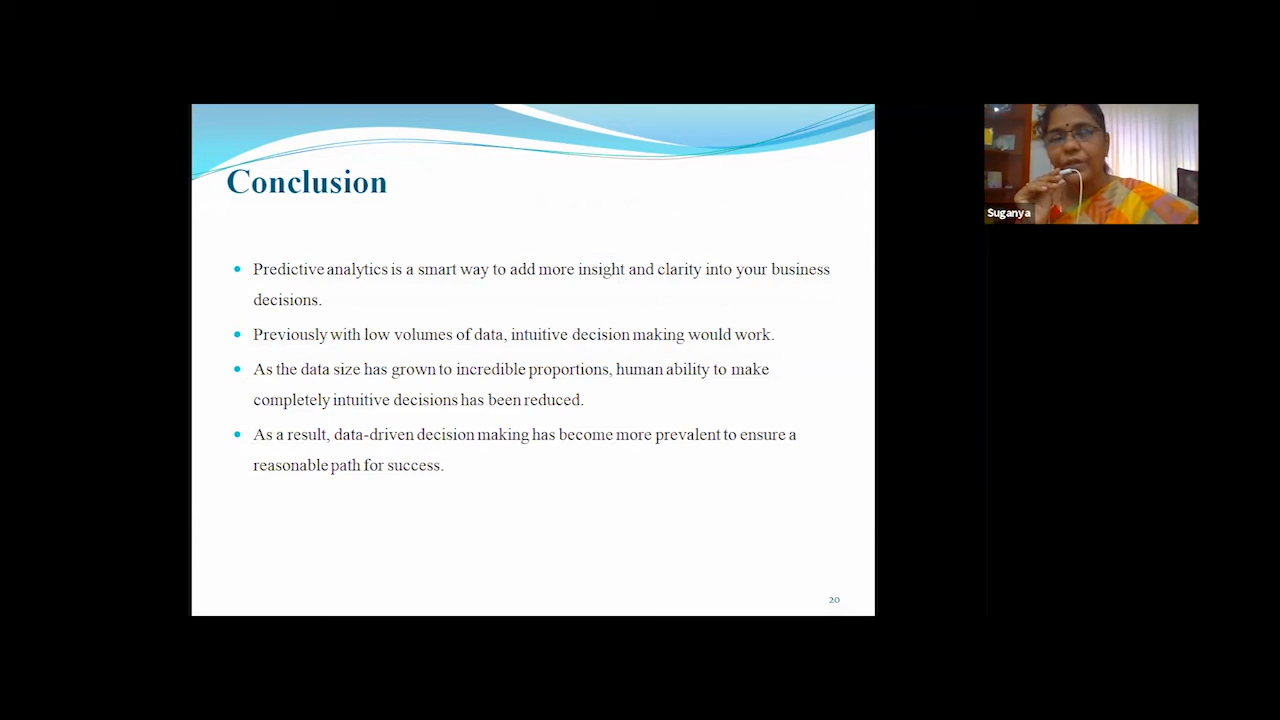 Conclusion
Predictive analytics is a smart way to add more insight and clarity into your business
decisions.
Previously with low volumes of data, intuitive decision making would work.
As the data size has grown to incredible proportions, human ability to make
completely intuitive decisions has been reduced.
As a result, data-driven decision making has become more prevalent to ensure a
reasonable path for success.
20
Suganya